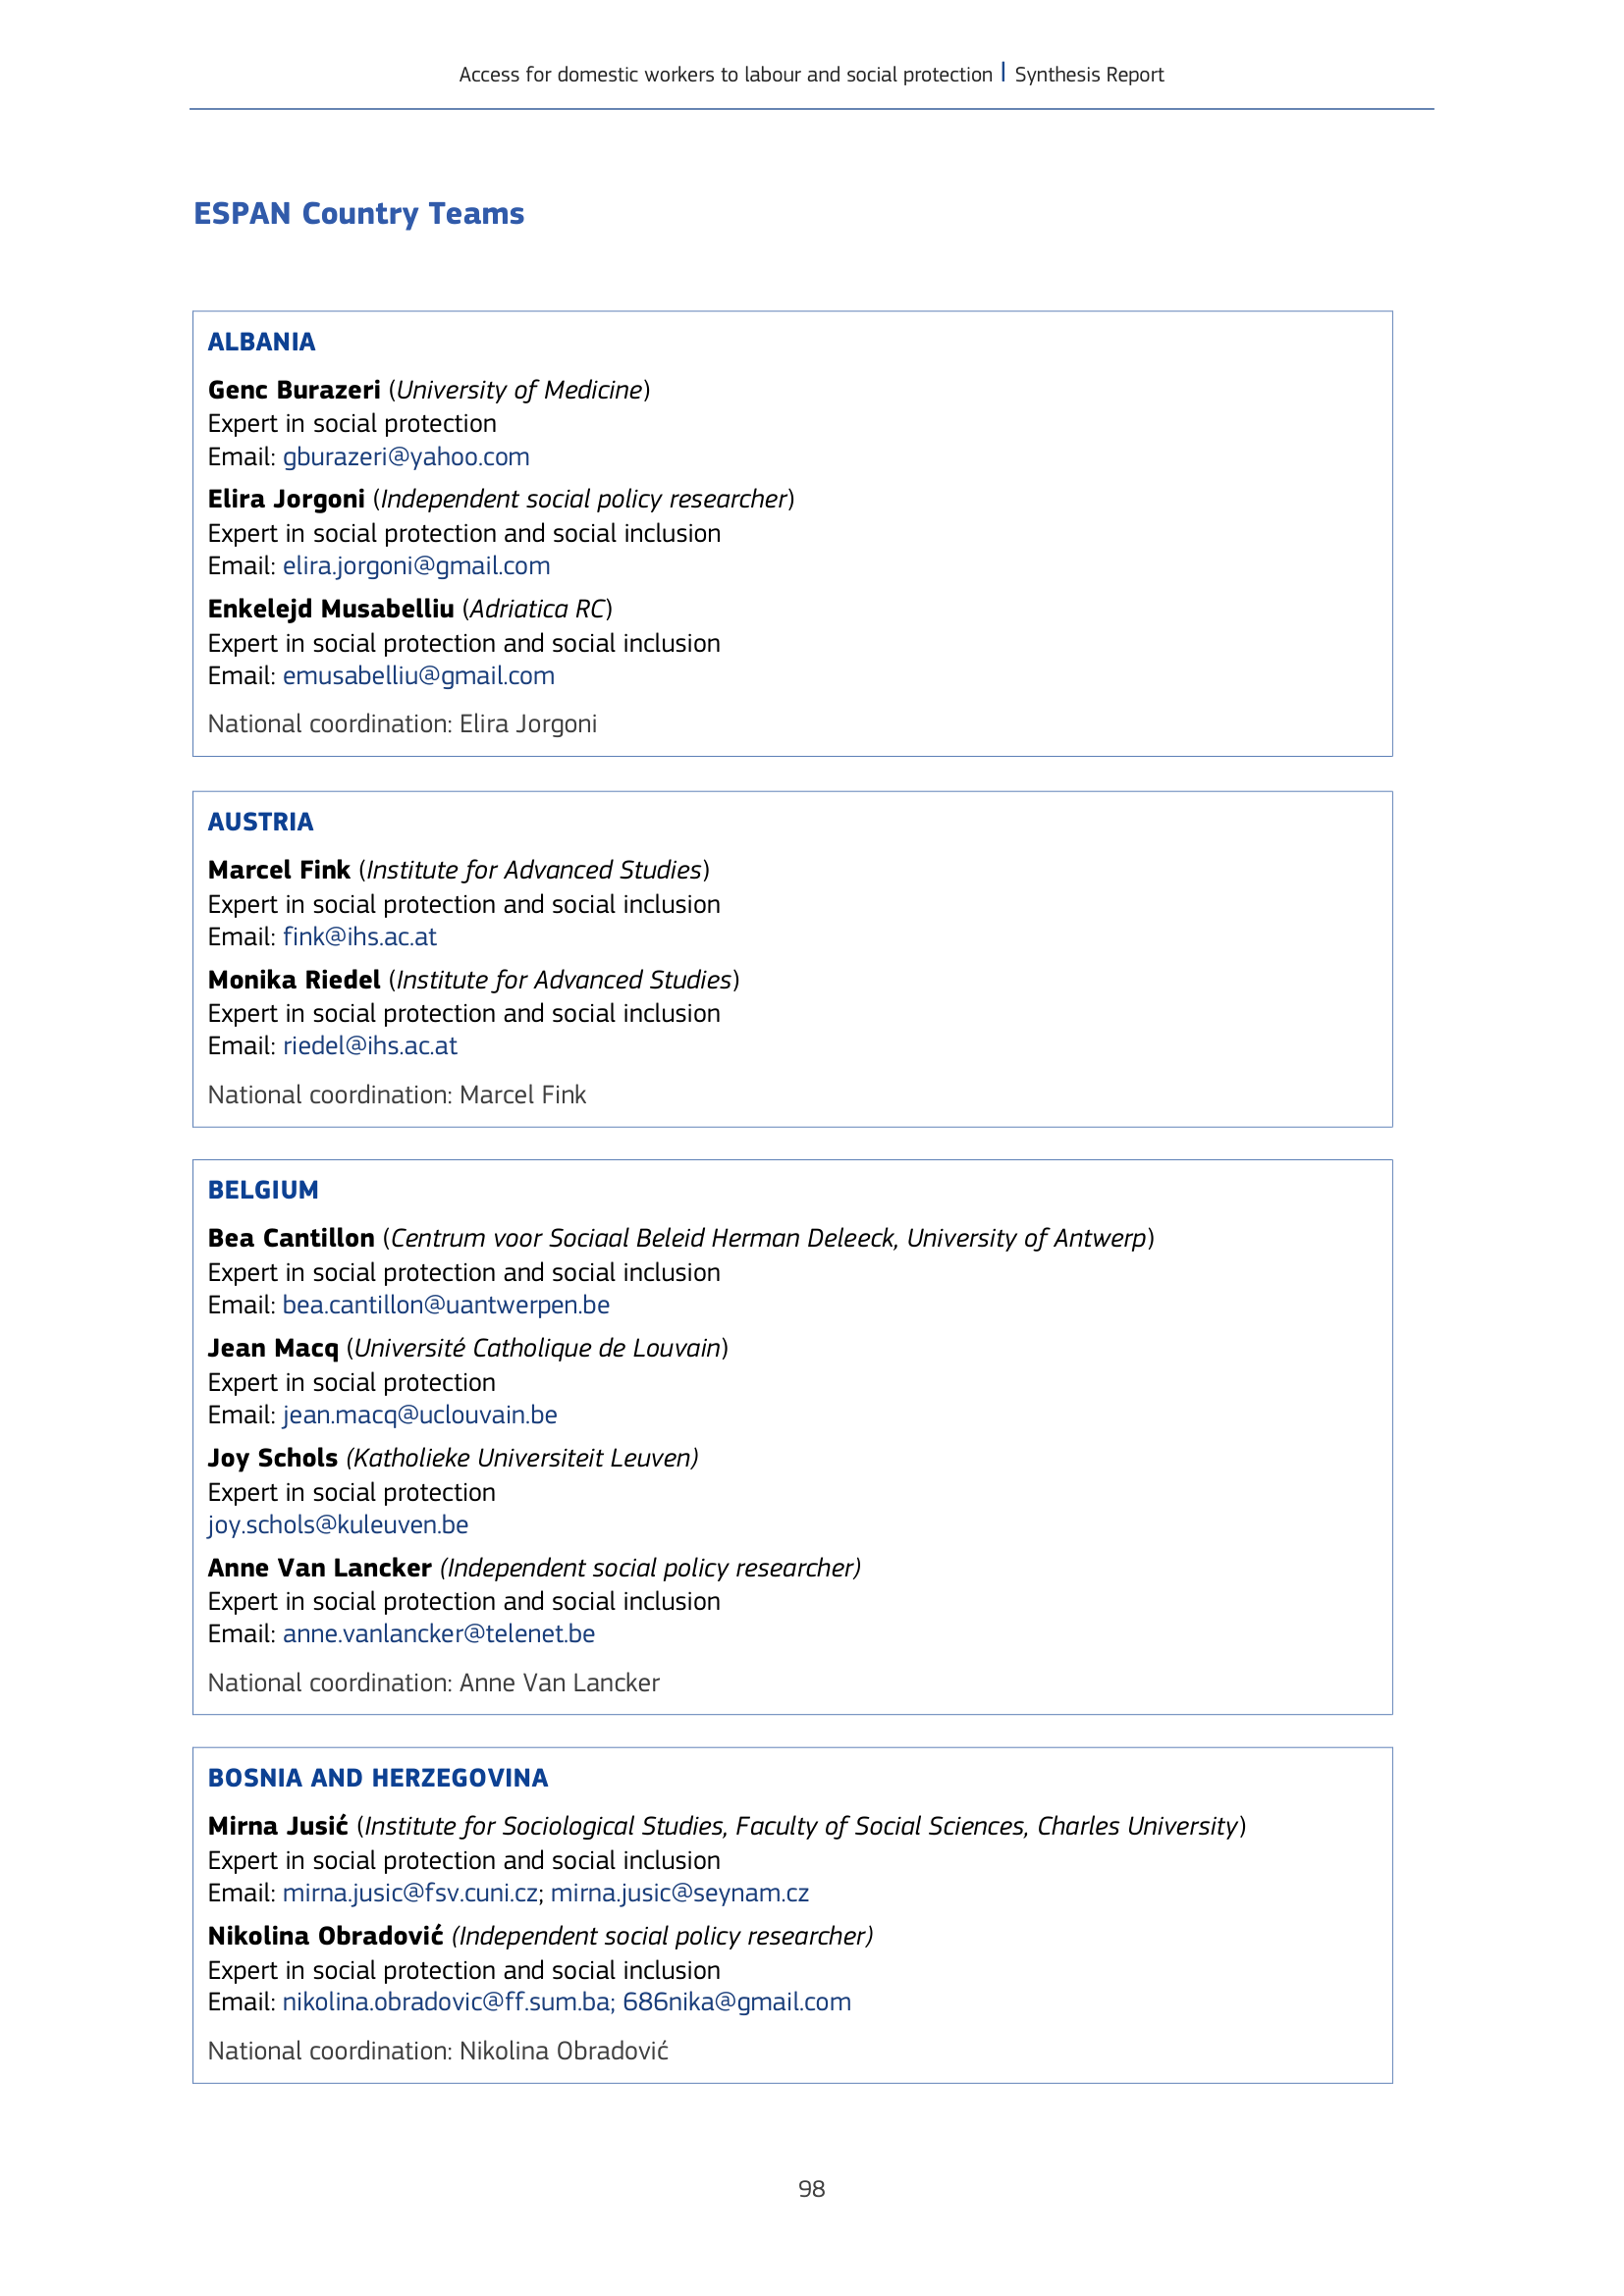 Access for domestic workers to labour and social protection | Synthesis Report
ESPAN Country Teams
ALBANIA
Genc Burazeri (University of Medicine)
Expert in social protection
Email: gburazeri@yahoo.com
Elira Jorgoni (Independent social policy researcher)
Expert in social protection and social inclusion
Email: elira.jorgoni@gmail.com
Enkelejd Musabelliu (Adriatica RC)
Expert in social protection and social inclusion
Email: emusabelliu@gmail.com
National coordination: Elira Jorgoni
AUSTRIA
Marcel Fink (Institute for Advanced Studies)
Expert in social protection and social inclusion
Email: fink@ihs.ac.at
Monika Riedel (Institute for Advanced Studies)
Expert in social protection and social inclusion
Email: riedel@ihs.ac.at
National coordination: Marcel Fink
BELGIUM
Bea Cantillon (Centrum voor Sociaal Beleid Herman Deleeck, University of Antwerp)
Expert in social protection and social inclusion
Email: bea.cantillon@uantwerpen.be
Jean Macq (Université Catholique de Louvain)
Expert in social protection
Email: jean.macq@uclouvain.be
Joy Schols (Katholieke Universiteit Leuven)
Expert in social protection
joy.schols@kuleuven.be
Anne Van Lancker (Independent social policy researcher)
Expert in social protection and social inclusion
Email: anne.vanlancker@telenet.be
National coordination: Anne Van Lancker
BOSNIA AND HERZEGOVINA
Mirna Jusić (Institute for Sociological Studies, Faculty of Social Sciences, Charles University)
Expert in social protection and social inclusion
Email: mirna.jusic@fsv.cuni.cz; mirna.jusic@seynam.cz
Nikolina Obradović (Independent social policy researcher)
Expert in social protection and social inclusion
Email: nikolina.obradovic@ff.sum.ba; 686nika@gmail.com
National coordination: Nikolina Obradović
98